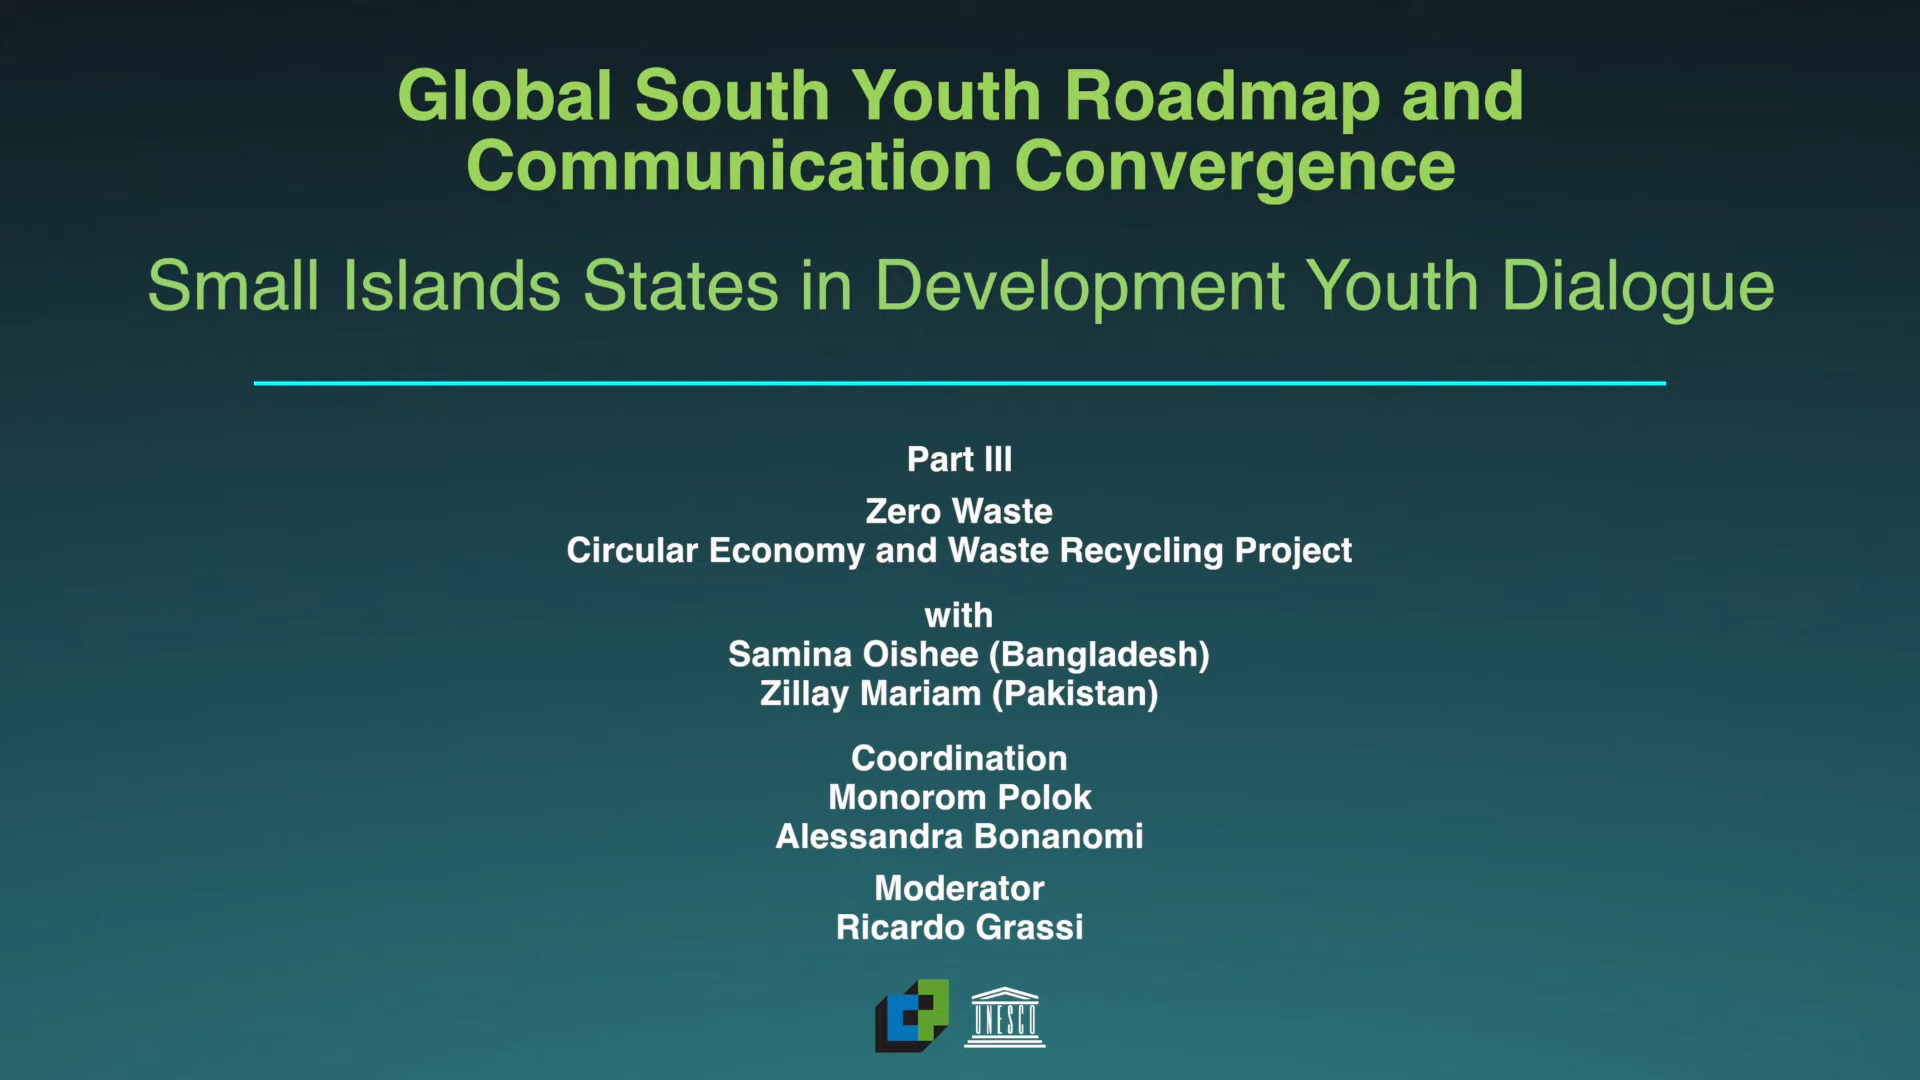 Global South Youth Roadmap and
Communication Convergence
Small Islands States in Development Youth Dialogue
Part III
Zero Waste
Circular Economy and Waste Recycling Project
with
Samina Oishee (Bangladesh)
Zillay Mariam (Pakistan)
Coordination
Monorom Polok
Alessandra Bonanomi
Moderator
Ricardo Grassi
UNESCO